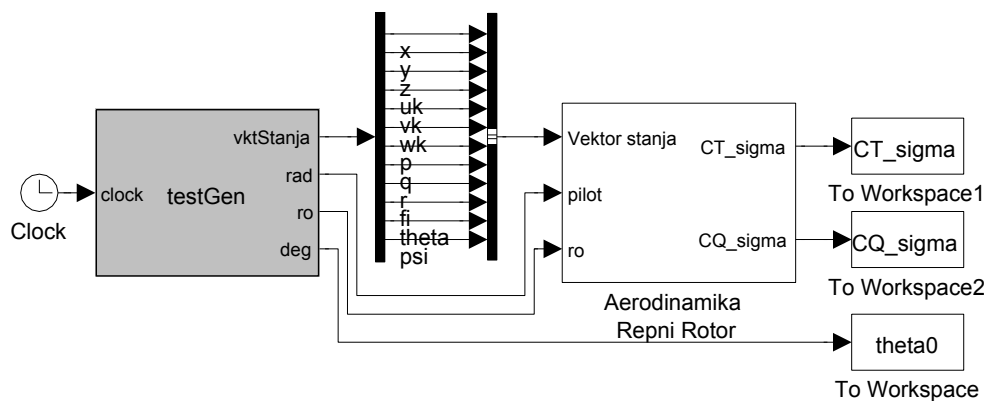 Clock
clock
testGen
vktStanja
rad
ro
deg
x
y
z
uk
vk
wk
p
q
r
fi
theta
psi
Vektor stanja
pilot
ro
CT_sigma
CQ_sigma
Aerodinamika
Repni Rotor
CT_sigma
To Workspace1
CQ_sigma
To Workspace2
theta0
To Workspace